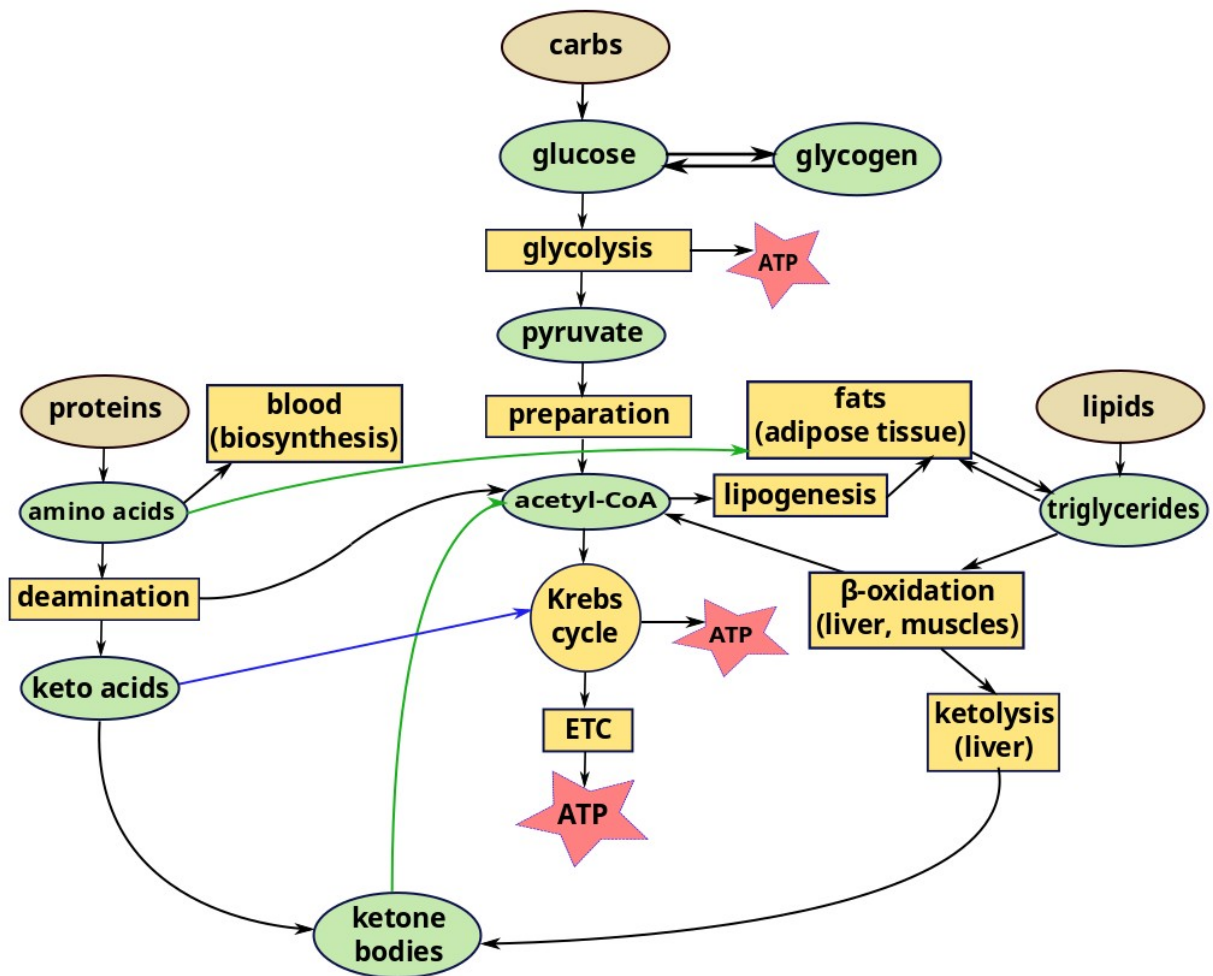 carbs
glucose
glycogen
glycolysis
ATP
pyruvate
proteins
blood
(biosynthesis)
preparation
fats
(adipose tissue)
lipids
amino acids
acetyl-CoA
lipogenesis
triglycerides
deamination
Krebs
cycle
ATP
β-oxidation
(liver, muscles)
keto acids
ETC
ketolysis
(liver)
ATP
ketone
bodies